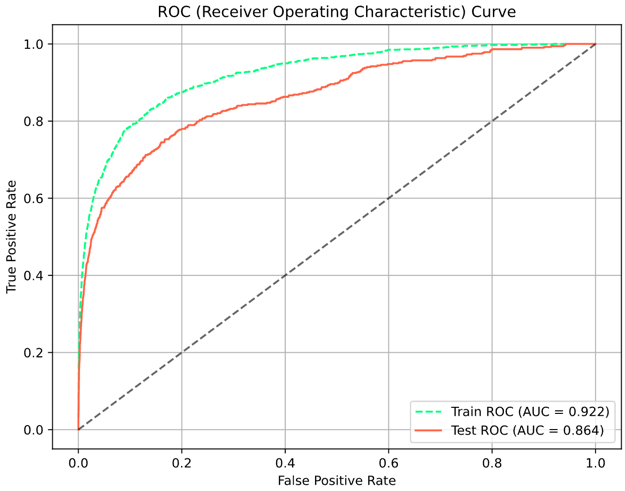 ROC (Receiver Operating Characteristic) Curve
True Positive Rate
1.0
0.8
0.6
0.4
0.2
0.0
Train ROC (AUC = 0.922)
Test ROC (AUC = 0.864)
0.0 0.2 0.4 0.6 0.8 1.0
False Positive Rate